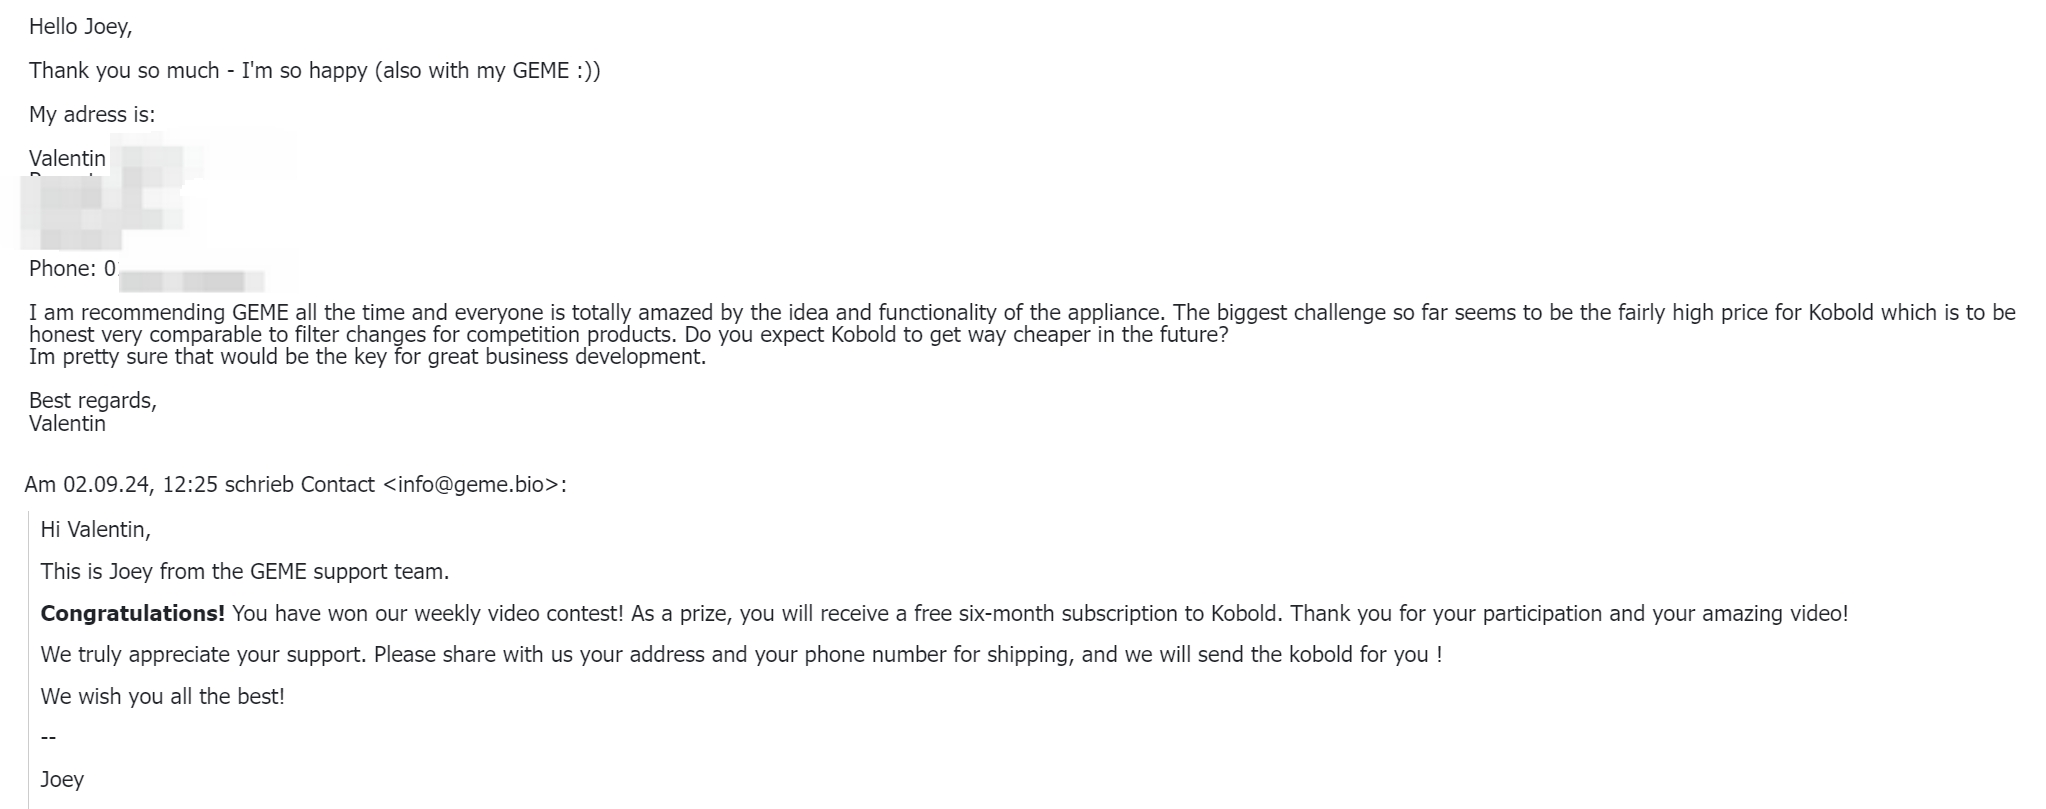 Hello Joey,
Thank you so much - I'm so happy (also with my GEME :))
My adress is:
Valentin
Phone: 0
I am recommending GEME all the time and everyone is totally amazed by the idea and functionality of the appliance. The biggest challenge so far seems to be the fairly high price for Kobold which is to be
honest very comparable to filter changes for competition products. Do you expect Kobold to get way cheaper in the future?
Im pretty sure that would be the key for great business development.
Best regards,
Valentin
Am 02.09.24, 12:25 schrieb Contact <info@geme.bio>:
Hi Valentin,
This is Joey from the GEME support team.
Congratulations! You have won our weekly video contest! As a prize, you will receive a free six-month subscription to Kobold. Thank you for your participation and your amazing video!
We truly appreciate your support. Please share with us your address and your phone number for shipping, and we will send the kobold for you !
We wish you all the best!
--
Joey